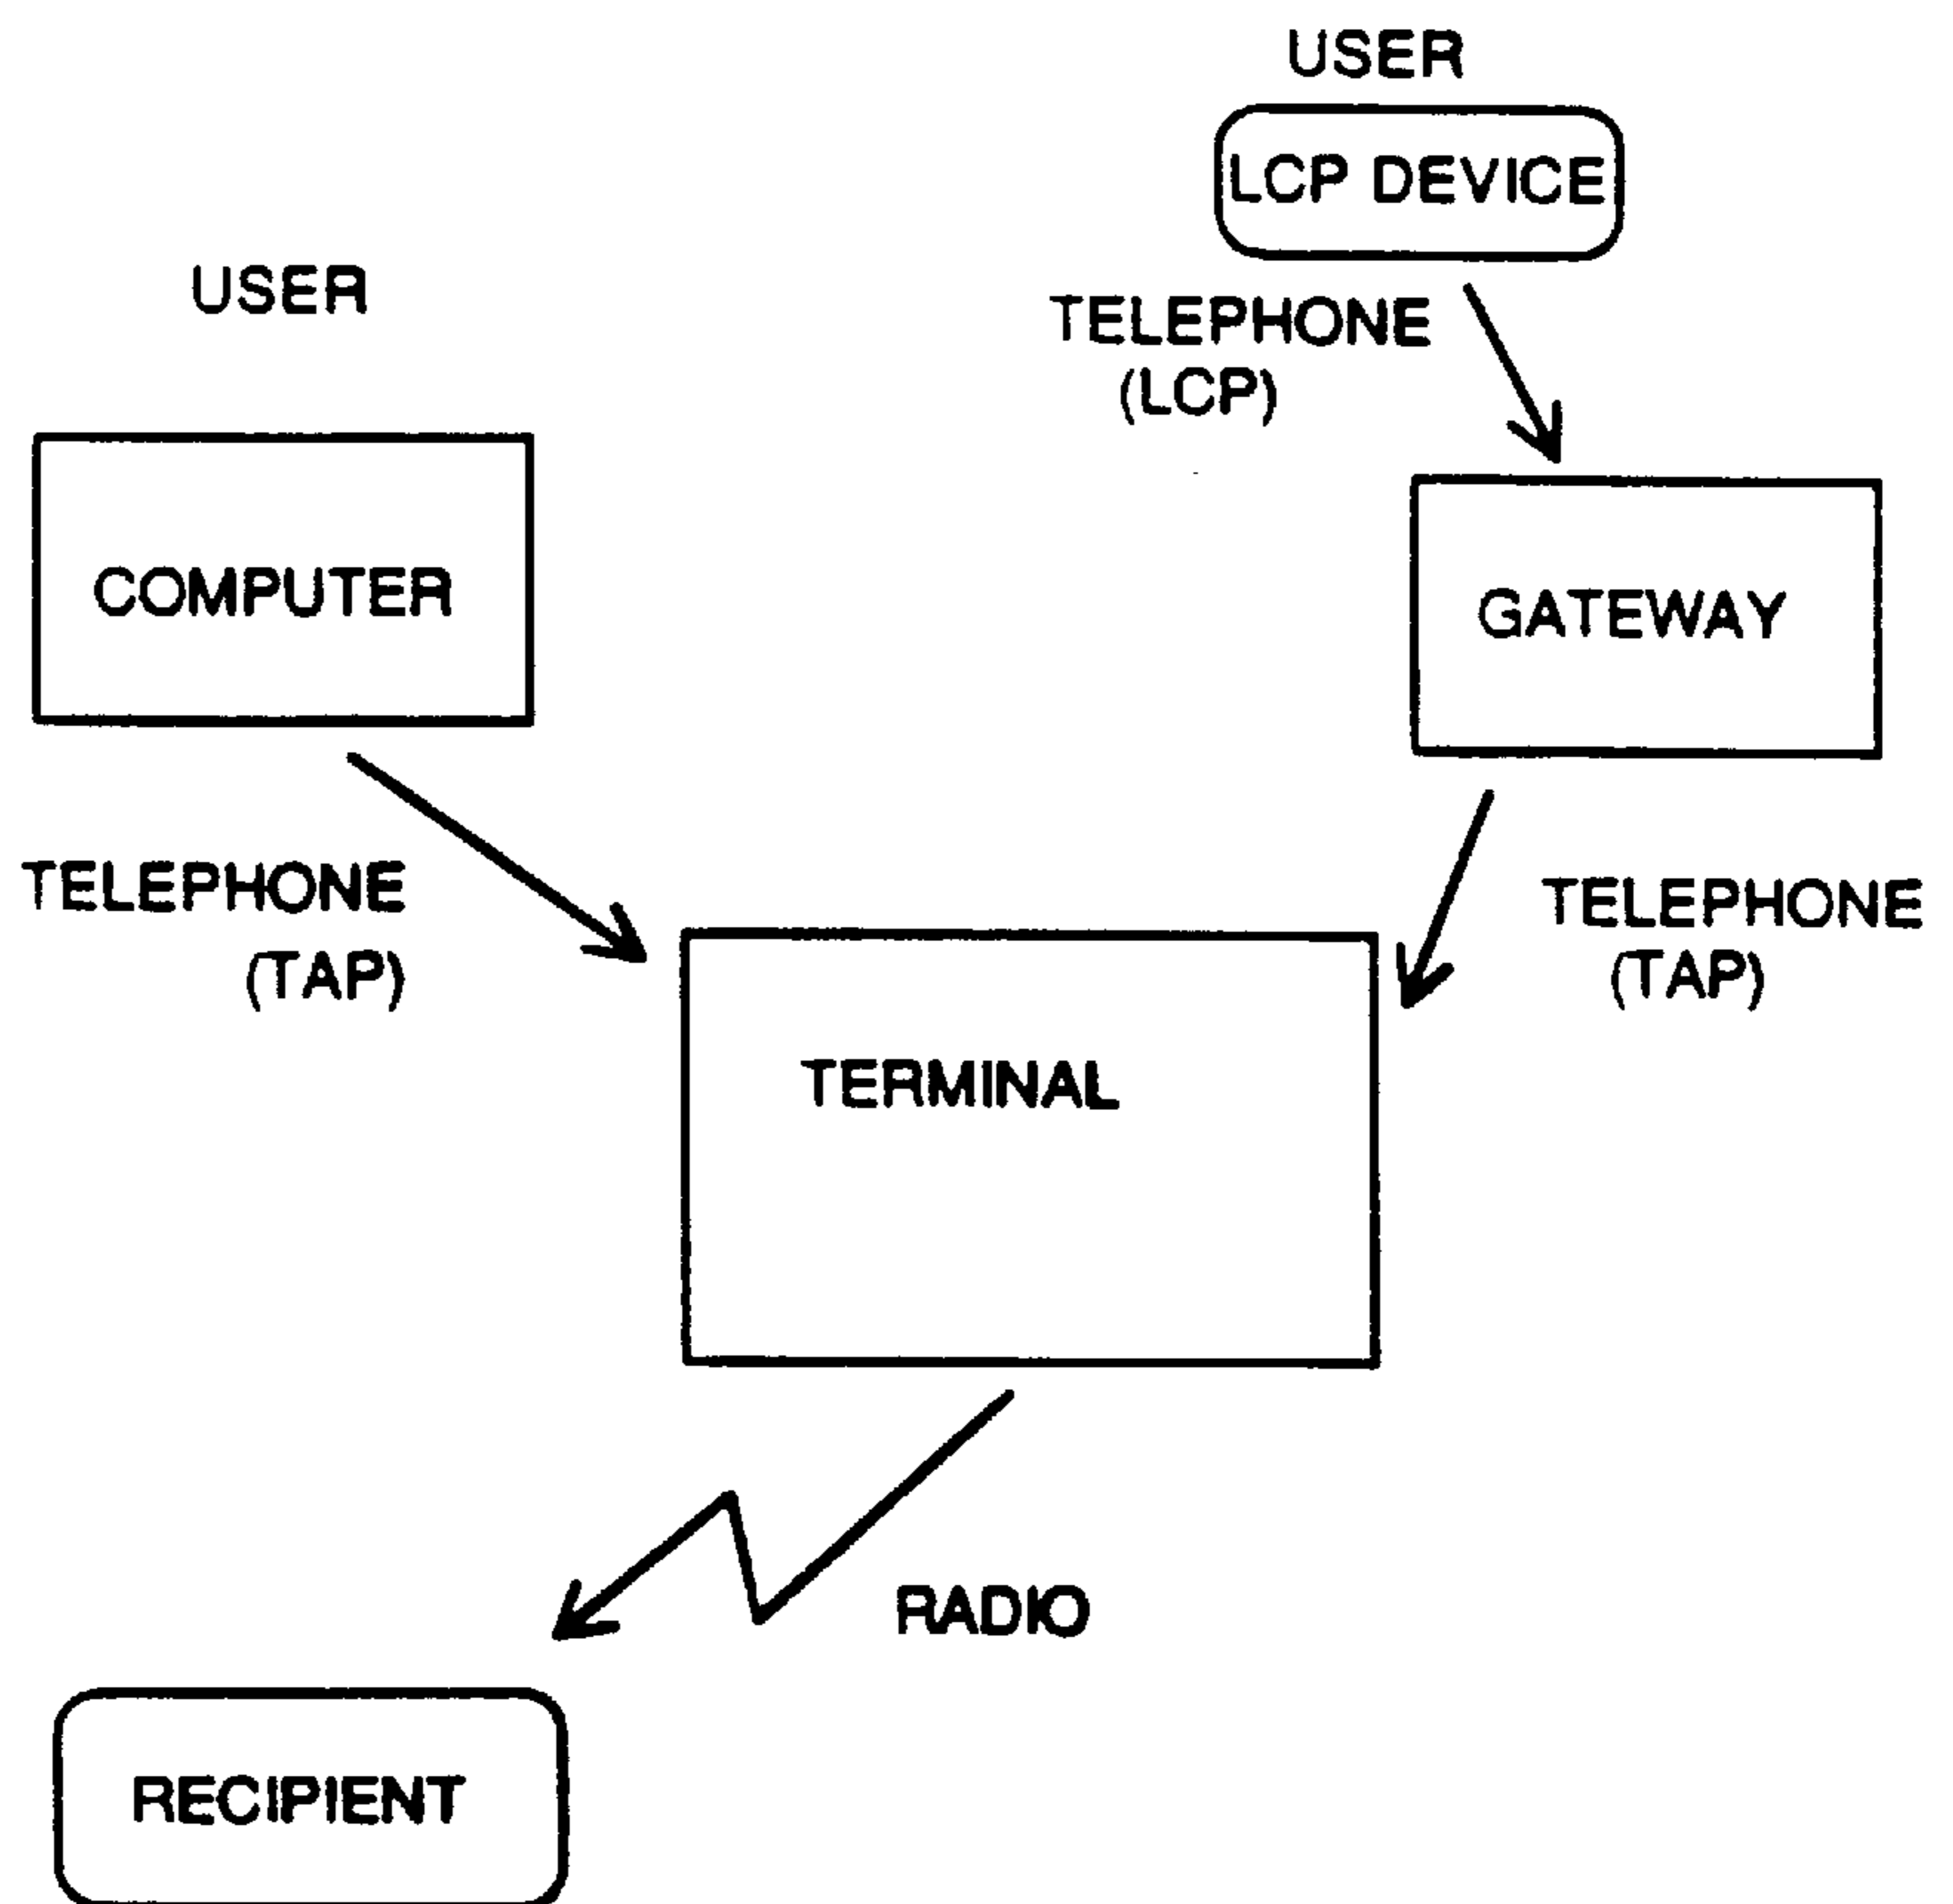 USER
LCP DEVICE
USER
TELEPHONE
(LCP)
COMPUTER
GATEWAY
TELEPHONE
(TAP)
TELEPHONE
(TAP)
TERMINAL
RADIO
RECIPIENT